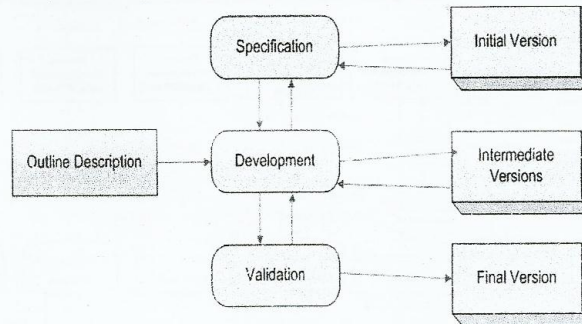 Specification
Initial Version
Outline Description
Development
Intermediate
Versions
Validation
Final Version